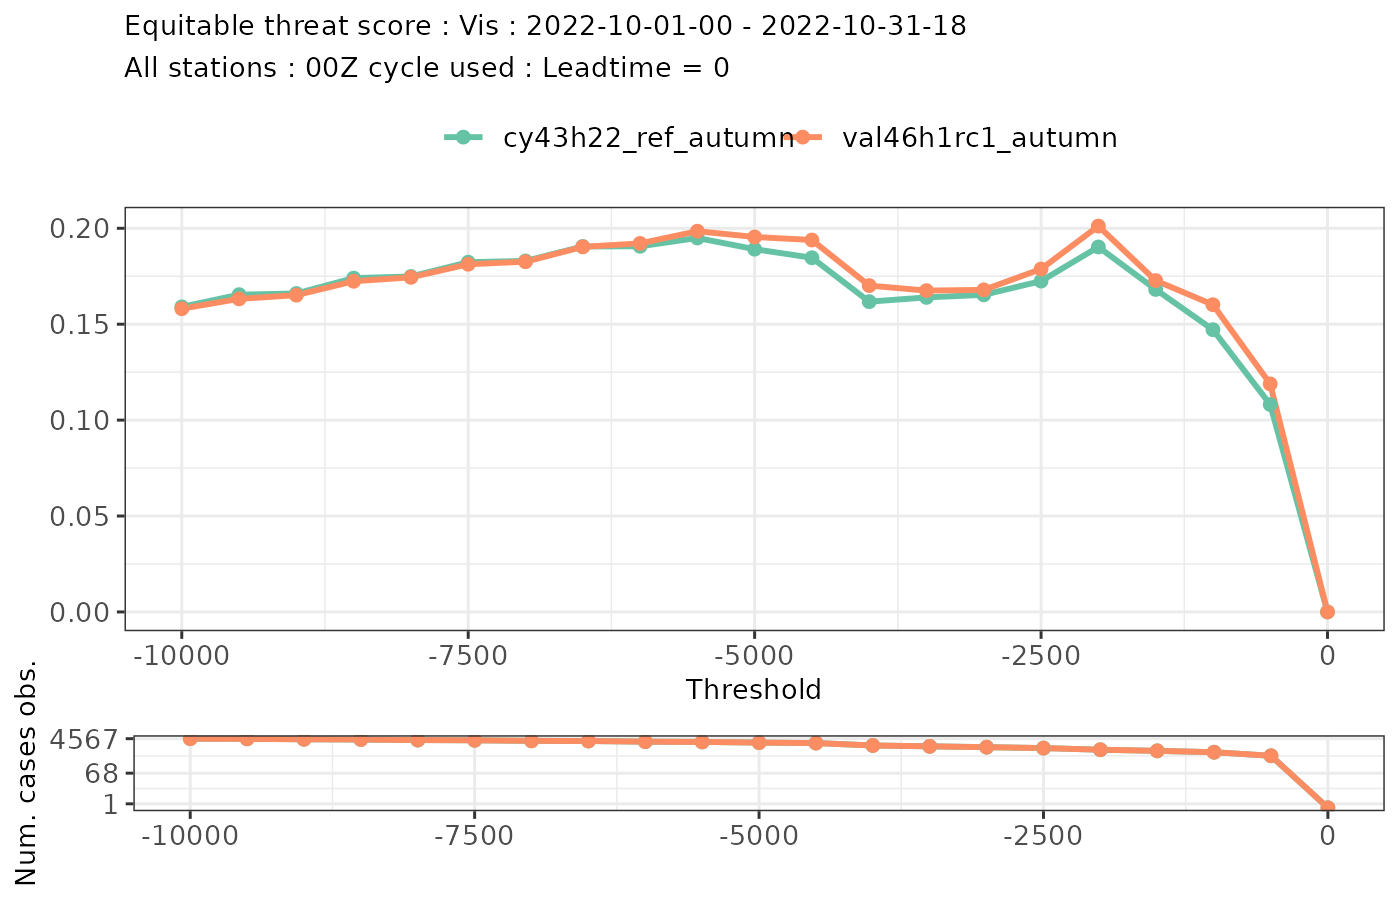 Equitable threat score : Vis : 2022-10-01-00 - 2022-10-31-18
All stations : 00Z cycle used : Leadtime = 0
cy43h22_ref_autumn val46h1rc1_autumn
0.20
0.15
0.10
0.05
0.00
-10000 -7500 -5000 -2500 0
Threshold
Num. cases obs.
4567
68
1
-10000 -7500 -5000 -2500 0